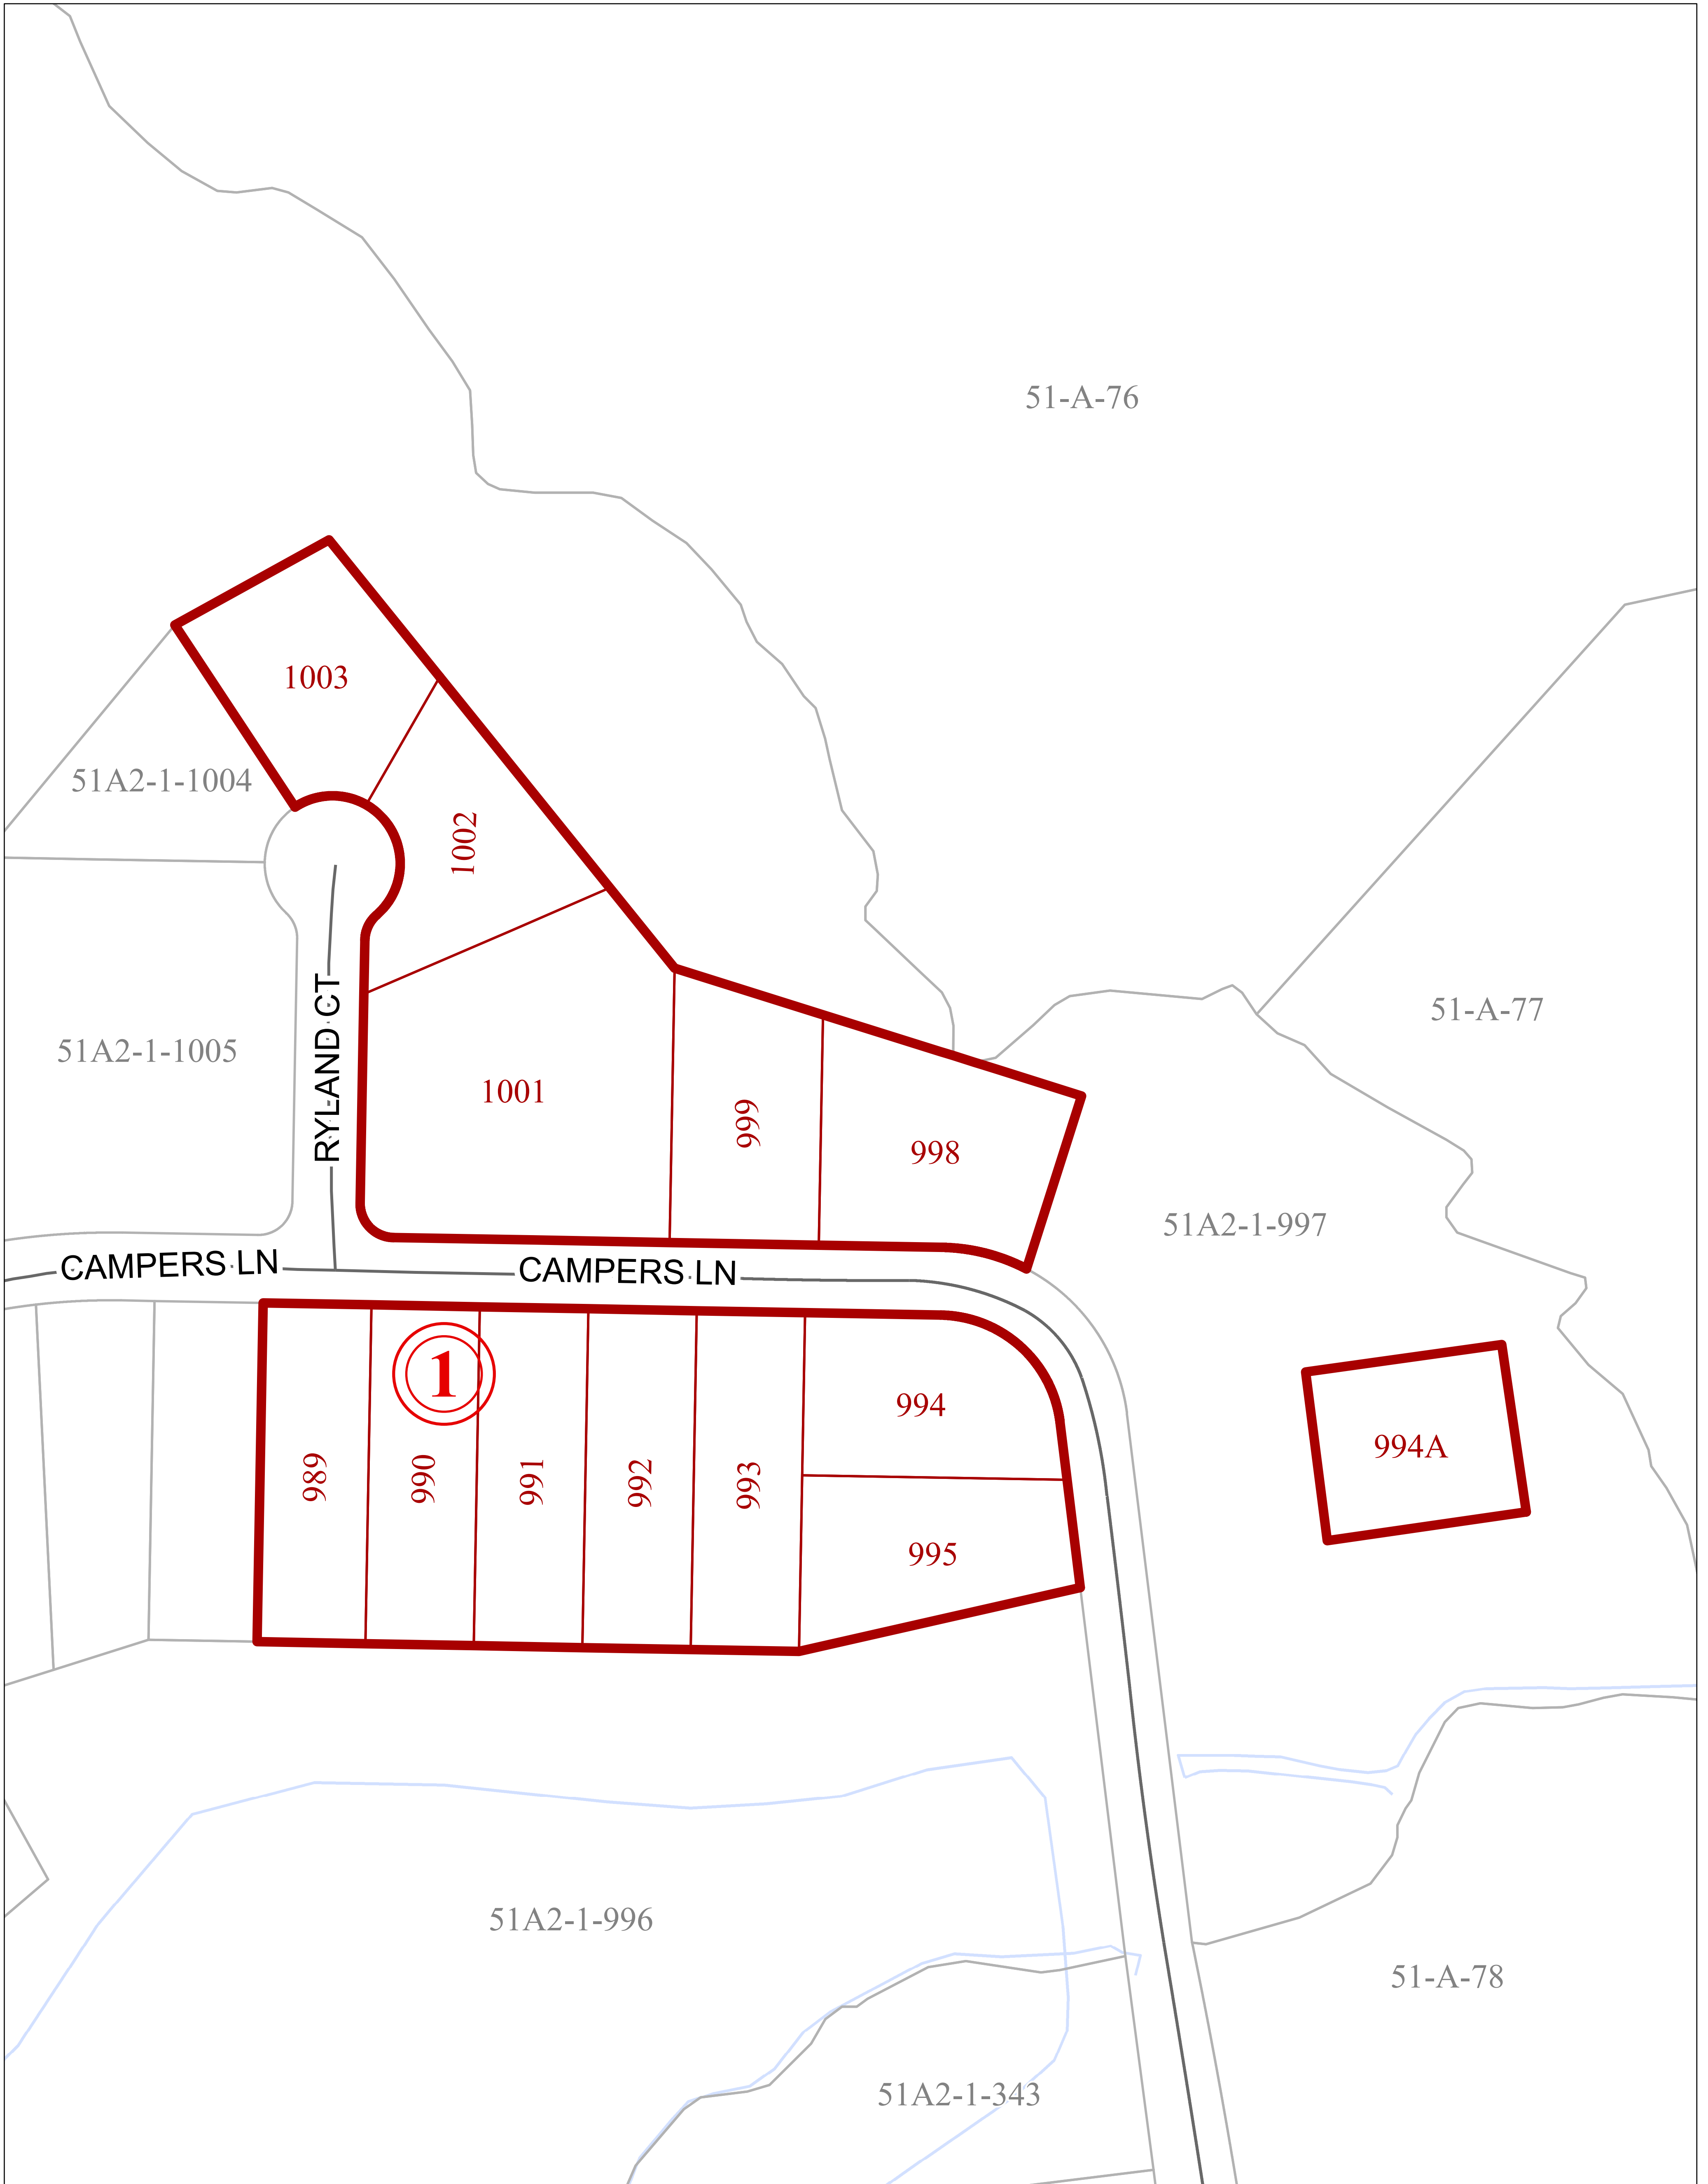 51-A-76
1003
51A2-1-1004
1002
51-A-77
RYLAND CT
51A2-1-1005
1001
999
998
51A2-1-997
CAMPERS LN
CAMPERS LN
1
994
994A
989
990
991
992
993
995
51A2-1-996
51-A-78
51A2-1-343